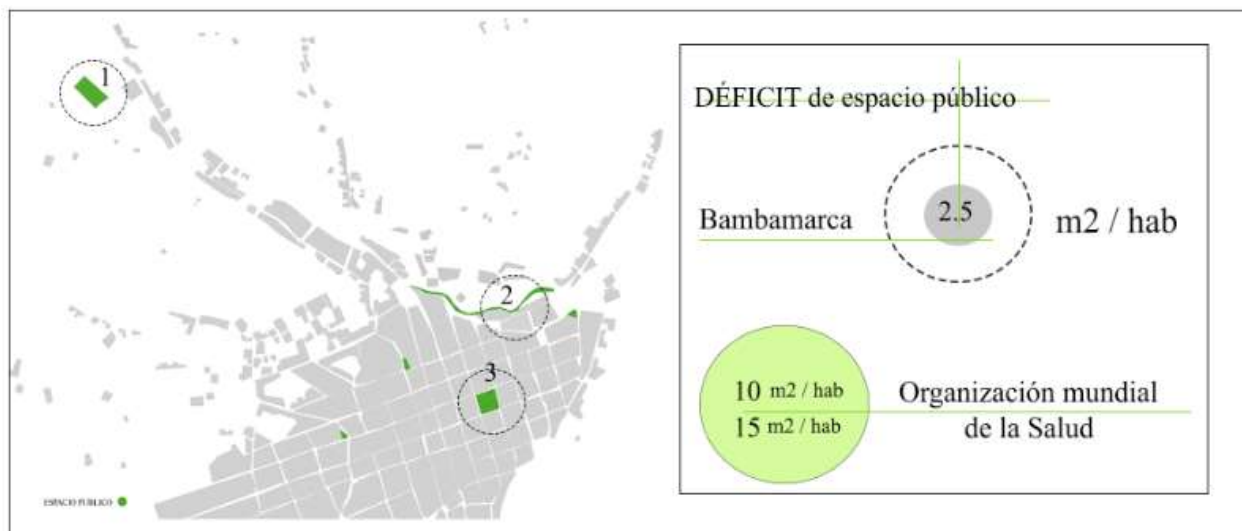 1
2
3
ESPACIO PÚBLICO
DÉFICIT de espacio público
2.5
Bambamarca
m2 / hab
10 m2 / hab
15 m2 / hab
Organización mundial
de la Salud